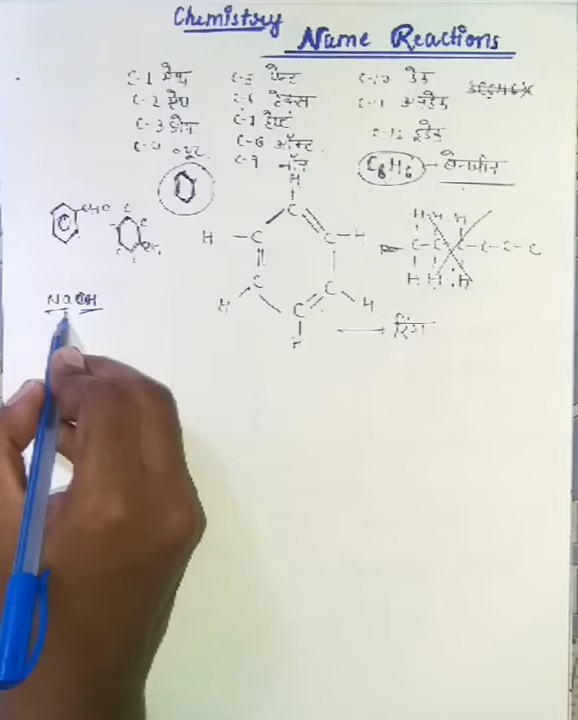 Chemistry
Name Reactions
C-1 मेथ C-5 पेन्ट C-10 डेक
C-2 ऐथ C-6 हेक्स C-11 अनडेक
C-3 प्रोप C-7 हेप्ट C-12 डूडेक
C-8 ऑक्ट
C-9 नॉन
C6H6 - बेन्जीन
H
H H H
CHO C
C
H - C C - H C - C - C - C - C - C
C C H H H
H H
NaOH
C
H
रिंग